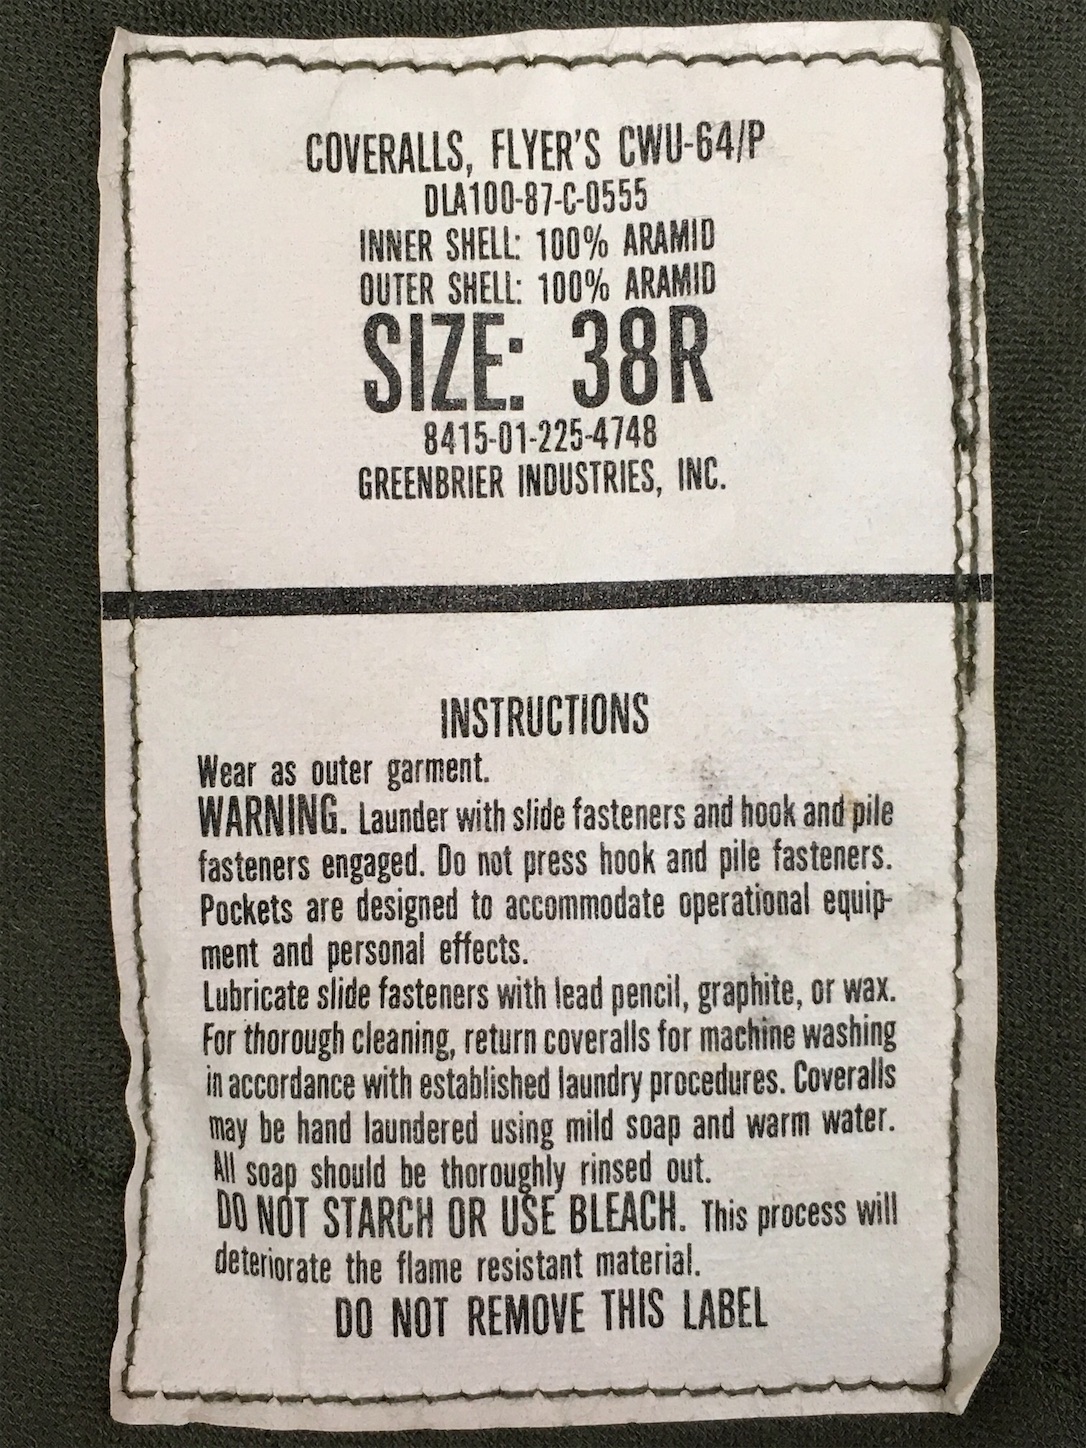 COVERALLS, FLYER'S CWU-64/P
DLA100-87-C-0555
INNER SHELL: 100% ARAMID
OUTER SHELL: 100% ARAMID
SIZE: 38R
8415-01-225-4748
GREENBRIER INDUSTRIES, INC.
INSTRUCTIONS
Wear as outer garment.
WARNING. Launder with slide fasteners and hook and pile
fasteners engaged. Do not press hook and pile fasteners.
Pockets are designed to accommodate operational equip-
ment and personal effects.
Lubricate slide fasteners with lead pencil, graphite, or wax.
For thorough cleaning, return coveralls for machine washing
in accordance with established laundry procedures. Coveralls
may be hand laundered using mild soap and warm water.
All soap should be thoroughly rinsed out.
DO NOT STARCH OR USE BLEACH. This process will
deteriorate the flame resistant material.
DO NOT REMOVE THIS LABEL